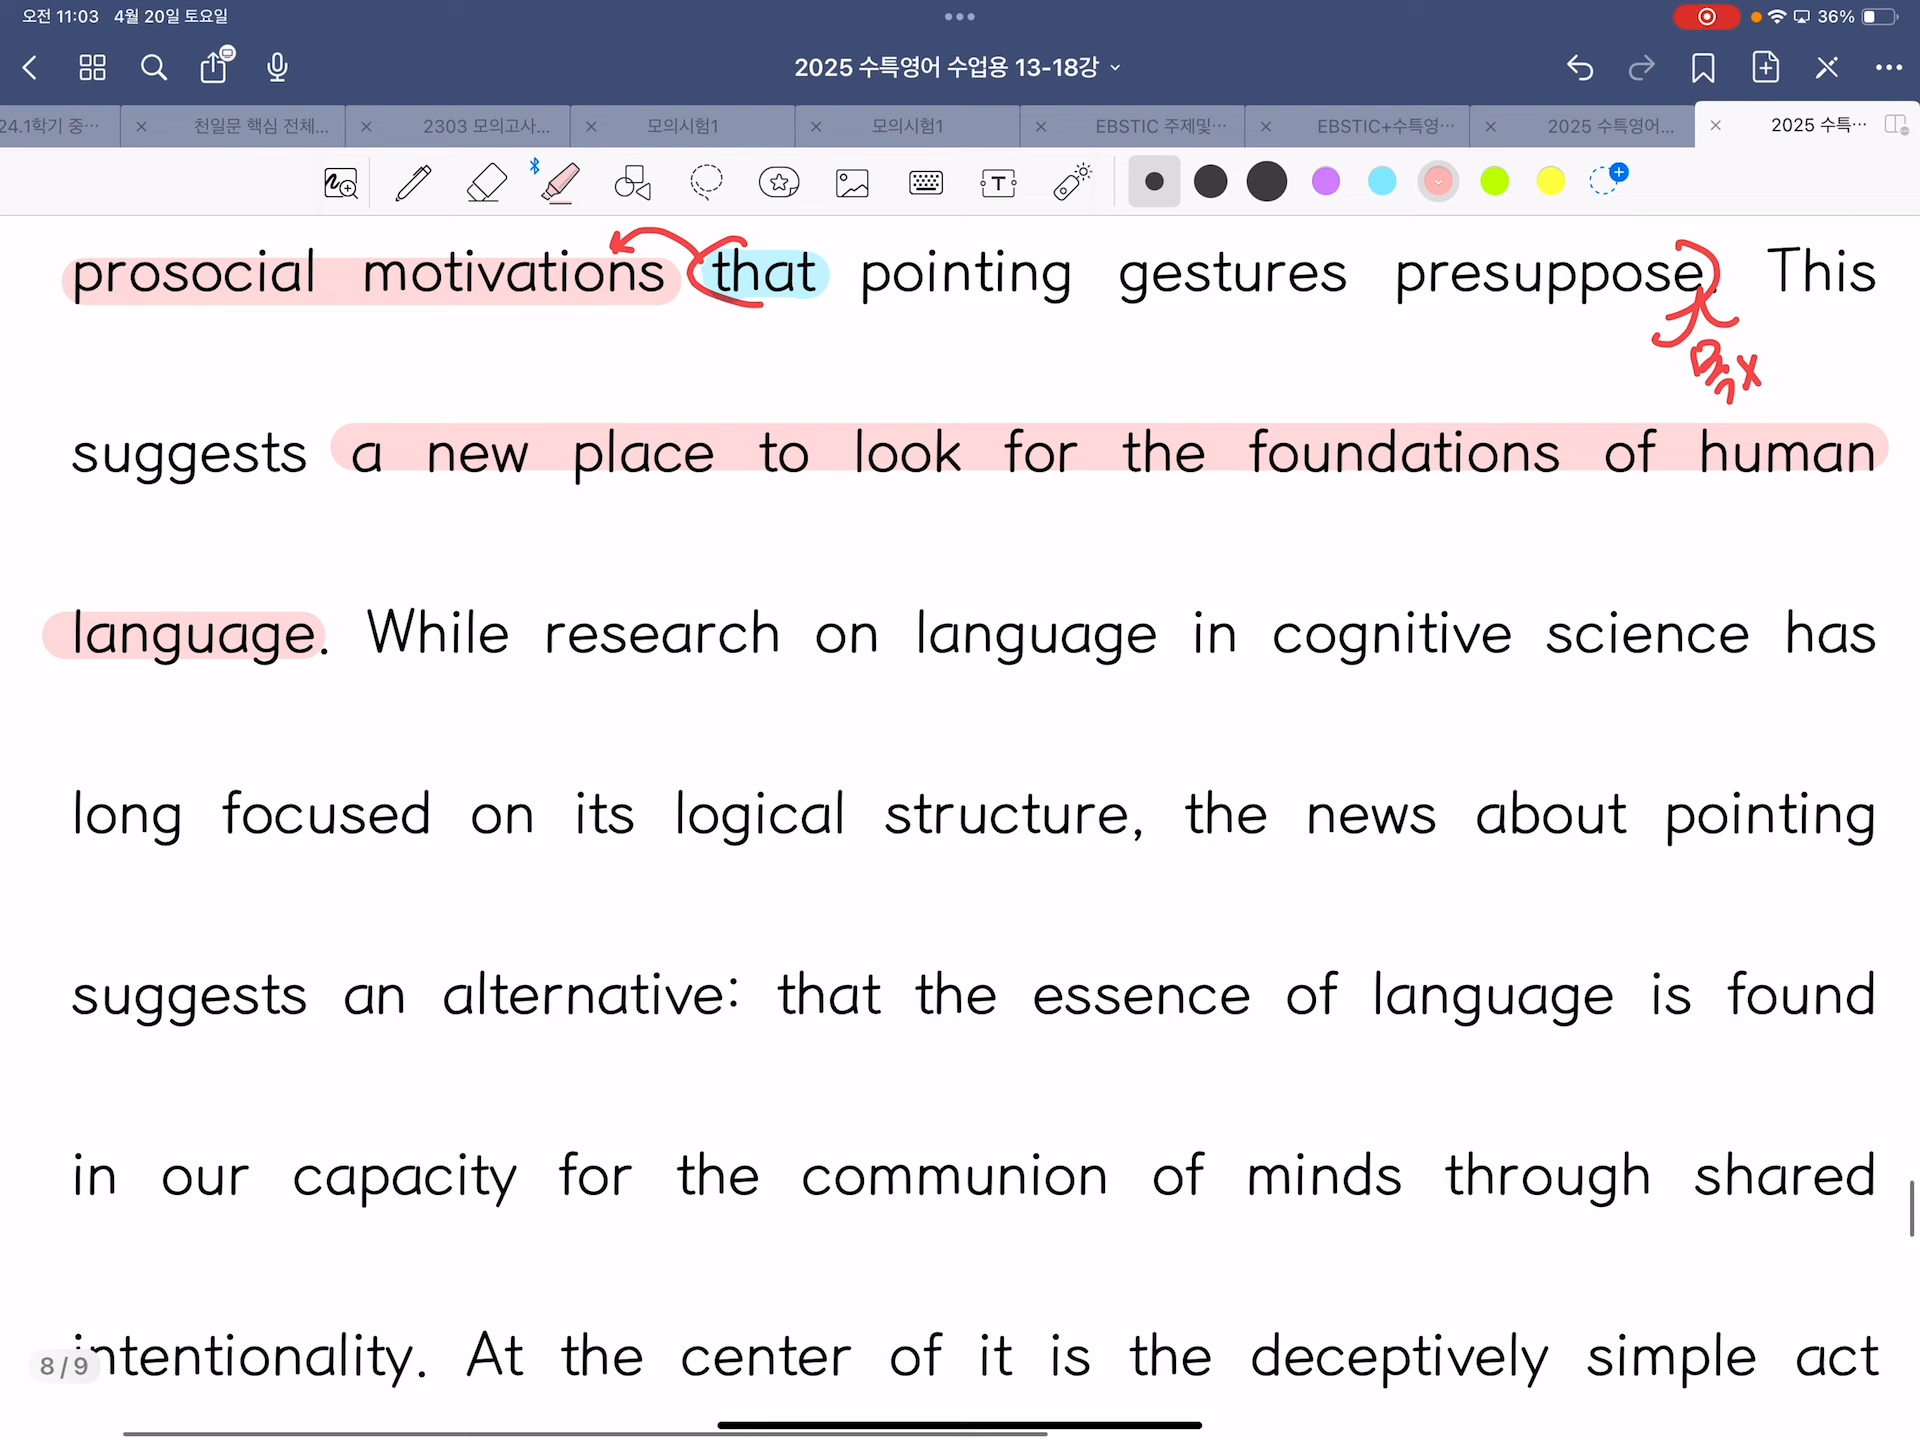 오전 11:03 4월 20일 토요일
36%
2025 수특영어 수업용 13-18강
24.1학기 중…
천일문 핵심 전체...
2303 모의고사...
모의시험1
모의시험1
EBSTIC 주제및…
EBSTIC+수특영…
2025 수특영어...
2025 수특…
T
prosocial motivations that pointing gestures presuppose. This
목x
suggests a new place to look for the foundations of human
language. While research on language in cognitive science has
long focused on its logical structure, the news about pointing
suggests an alternative: that the essence of language is found
in our capacity for the communion of minds through shared
intentionality. At the center of it is the deceptively simple act
8/9